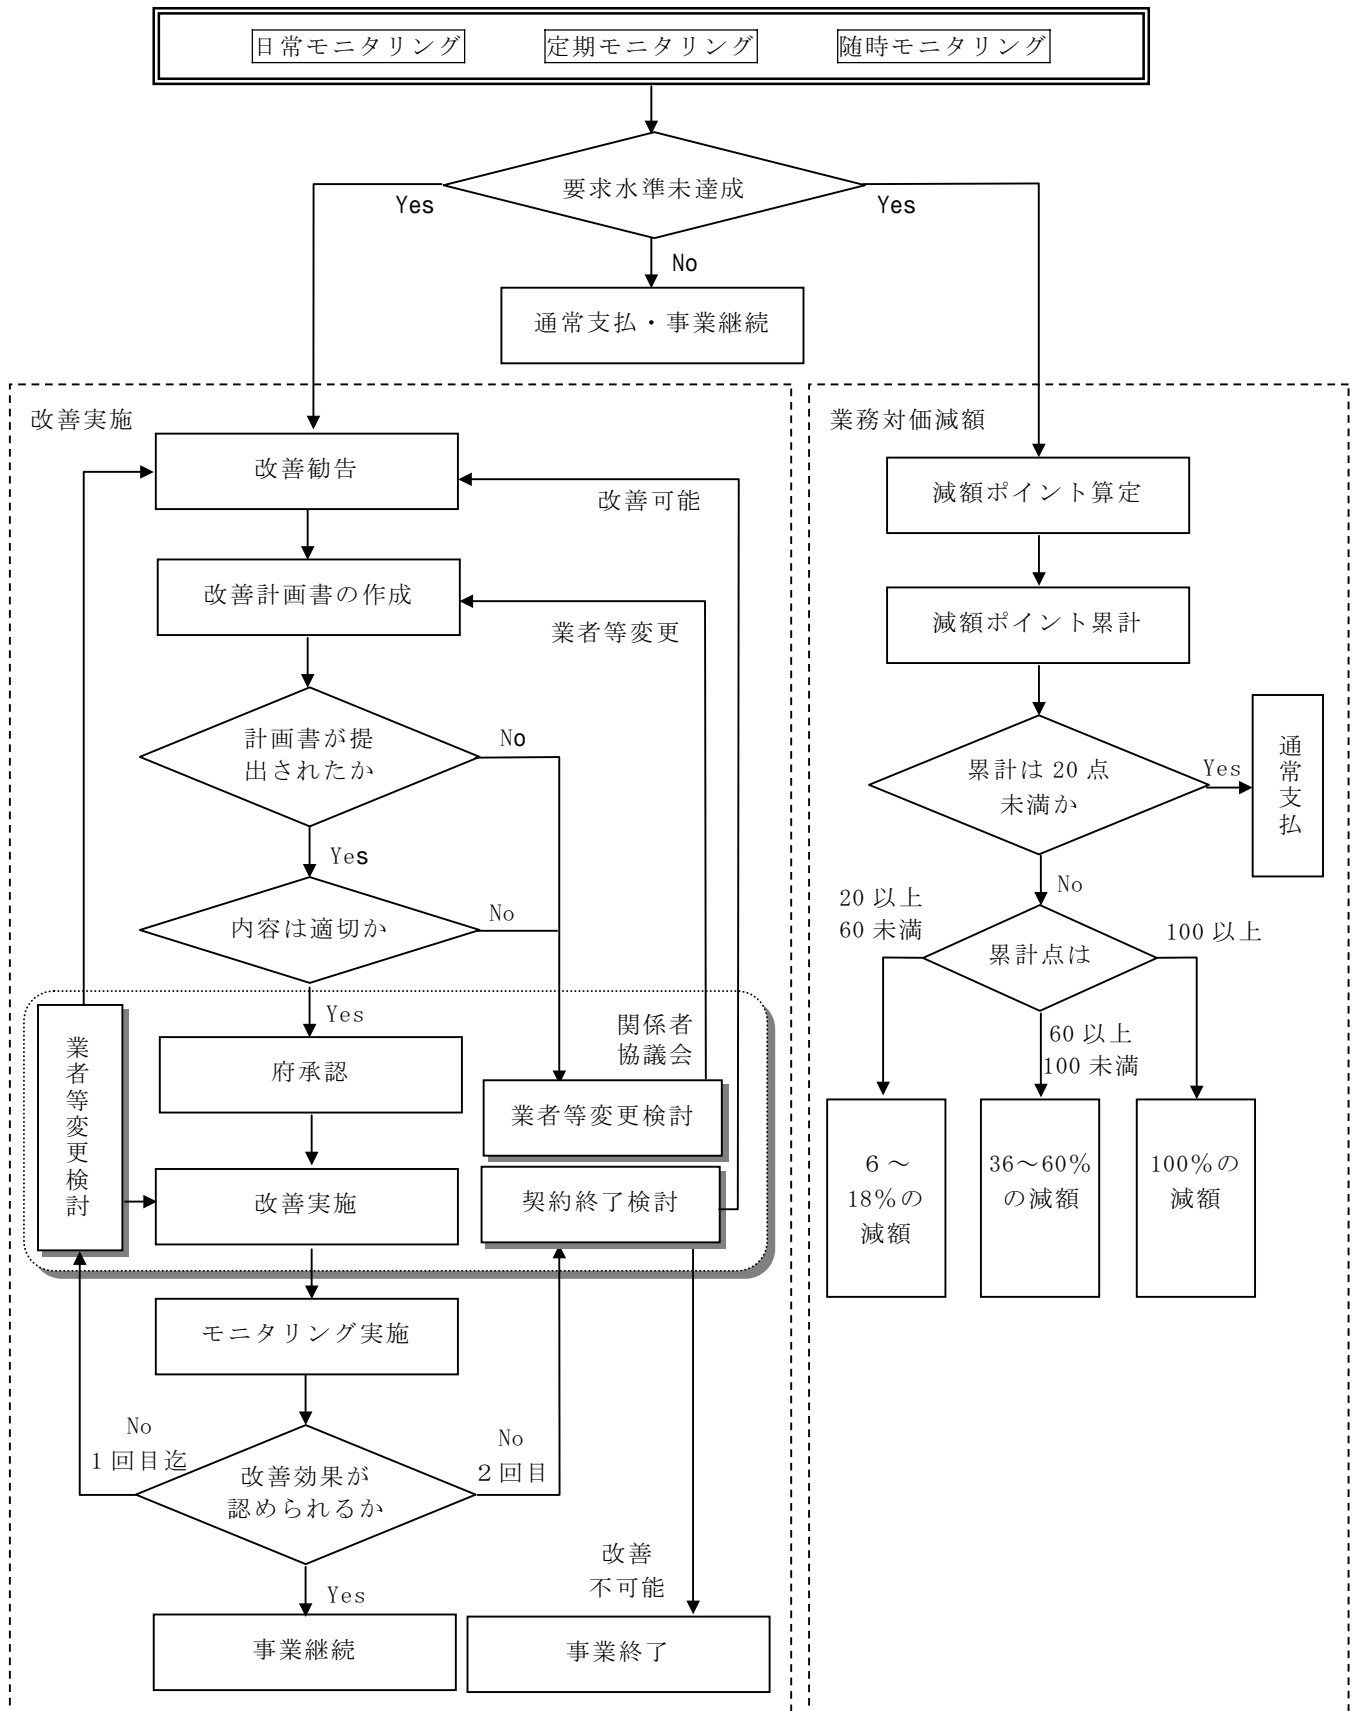 日常モニタリング
定期モニタリング
随時モニタリング
要求水準未達成
Yes
Yes
No
通常支払・事業継続
改善実施
改善勧告
改善可能
改善計画書の作成
業者等変更
計画書が提
出されたか
No
Yes
内容は適切か
No
Yes
関係者
協議会
業者等変更検討
府承認
業者等変更検討
改善実施
契約終了検討
モニタリング実施
No
1回目迄
No
2回目
改善効果が
認められるか
改善
不可能
Yes
事業継続
事業終了
業務対価減額
減額ポイント算定
減額ポイント累計
累計は 20 点
未満か
Yes
通常支払
No
20 以上
60 未満
累計点は
100 以上
60 以上
100 未満
6～
18％の
減額
36～60％
の減額
100％の
減額